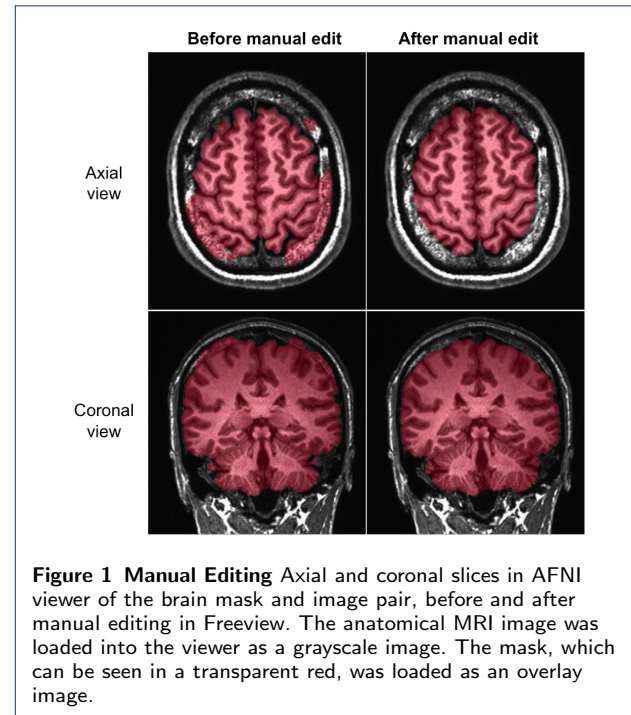 Before manual edit After manual edit
Axial
view
Coronal
view
Figure 1 Manual Editing Axial and coronal slices in AFNI
viewer of the brain mask and image pair, before and after
manual editing in Freeview. The anatomical MRI image was
loaded into the viewer as a grayscale image. The mask, which
can be seen in a transparent red, was loaded as an overlay
image.